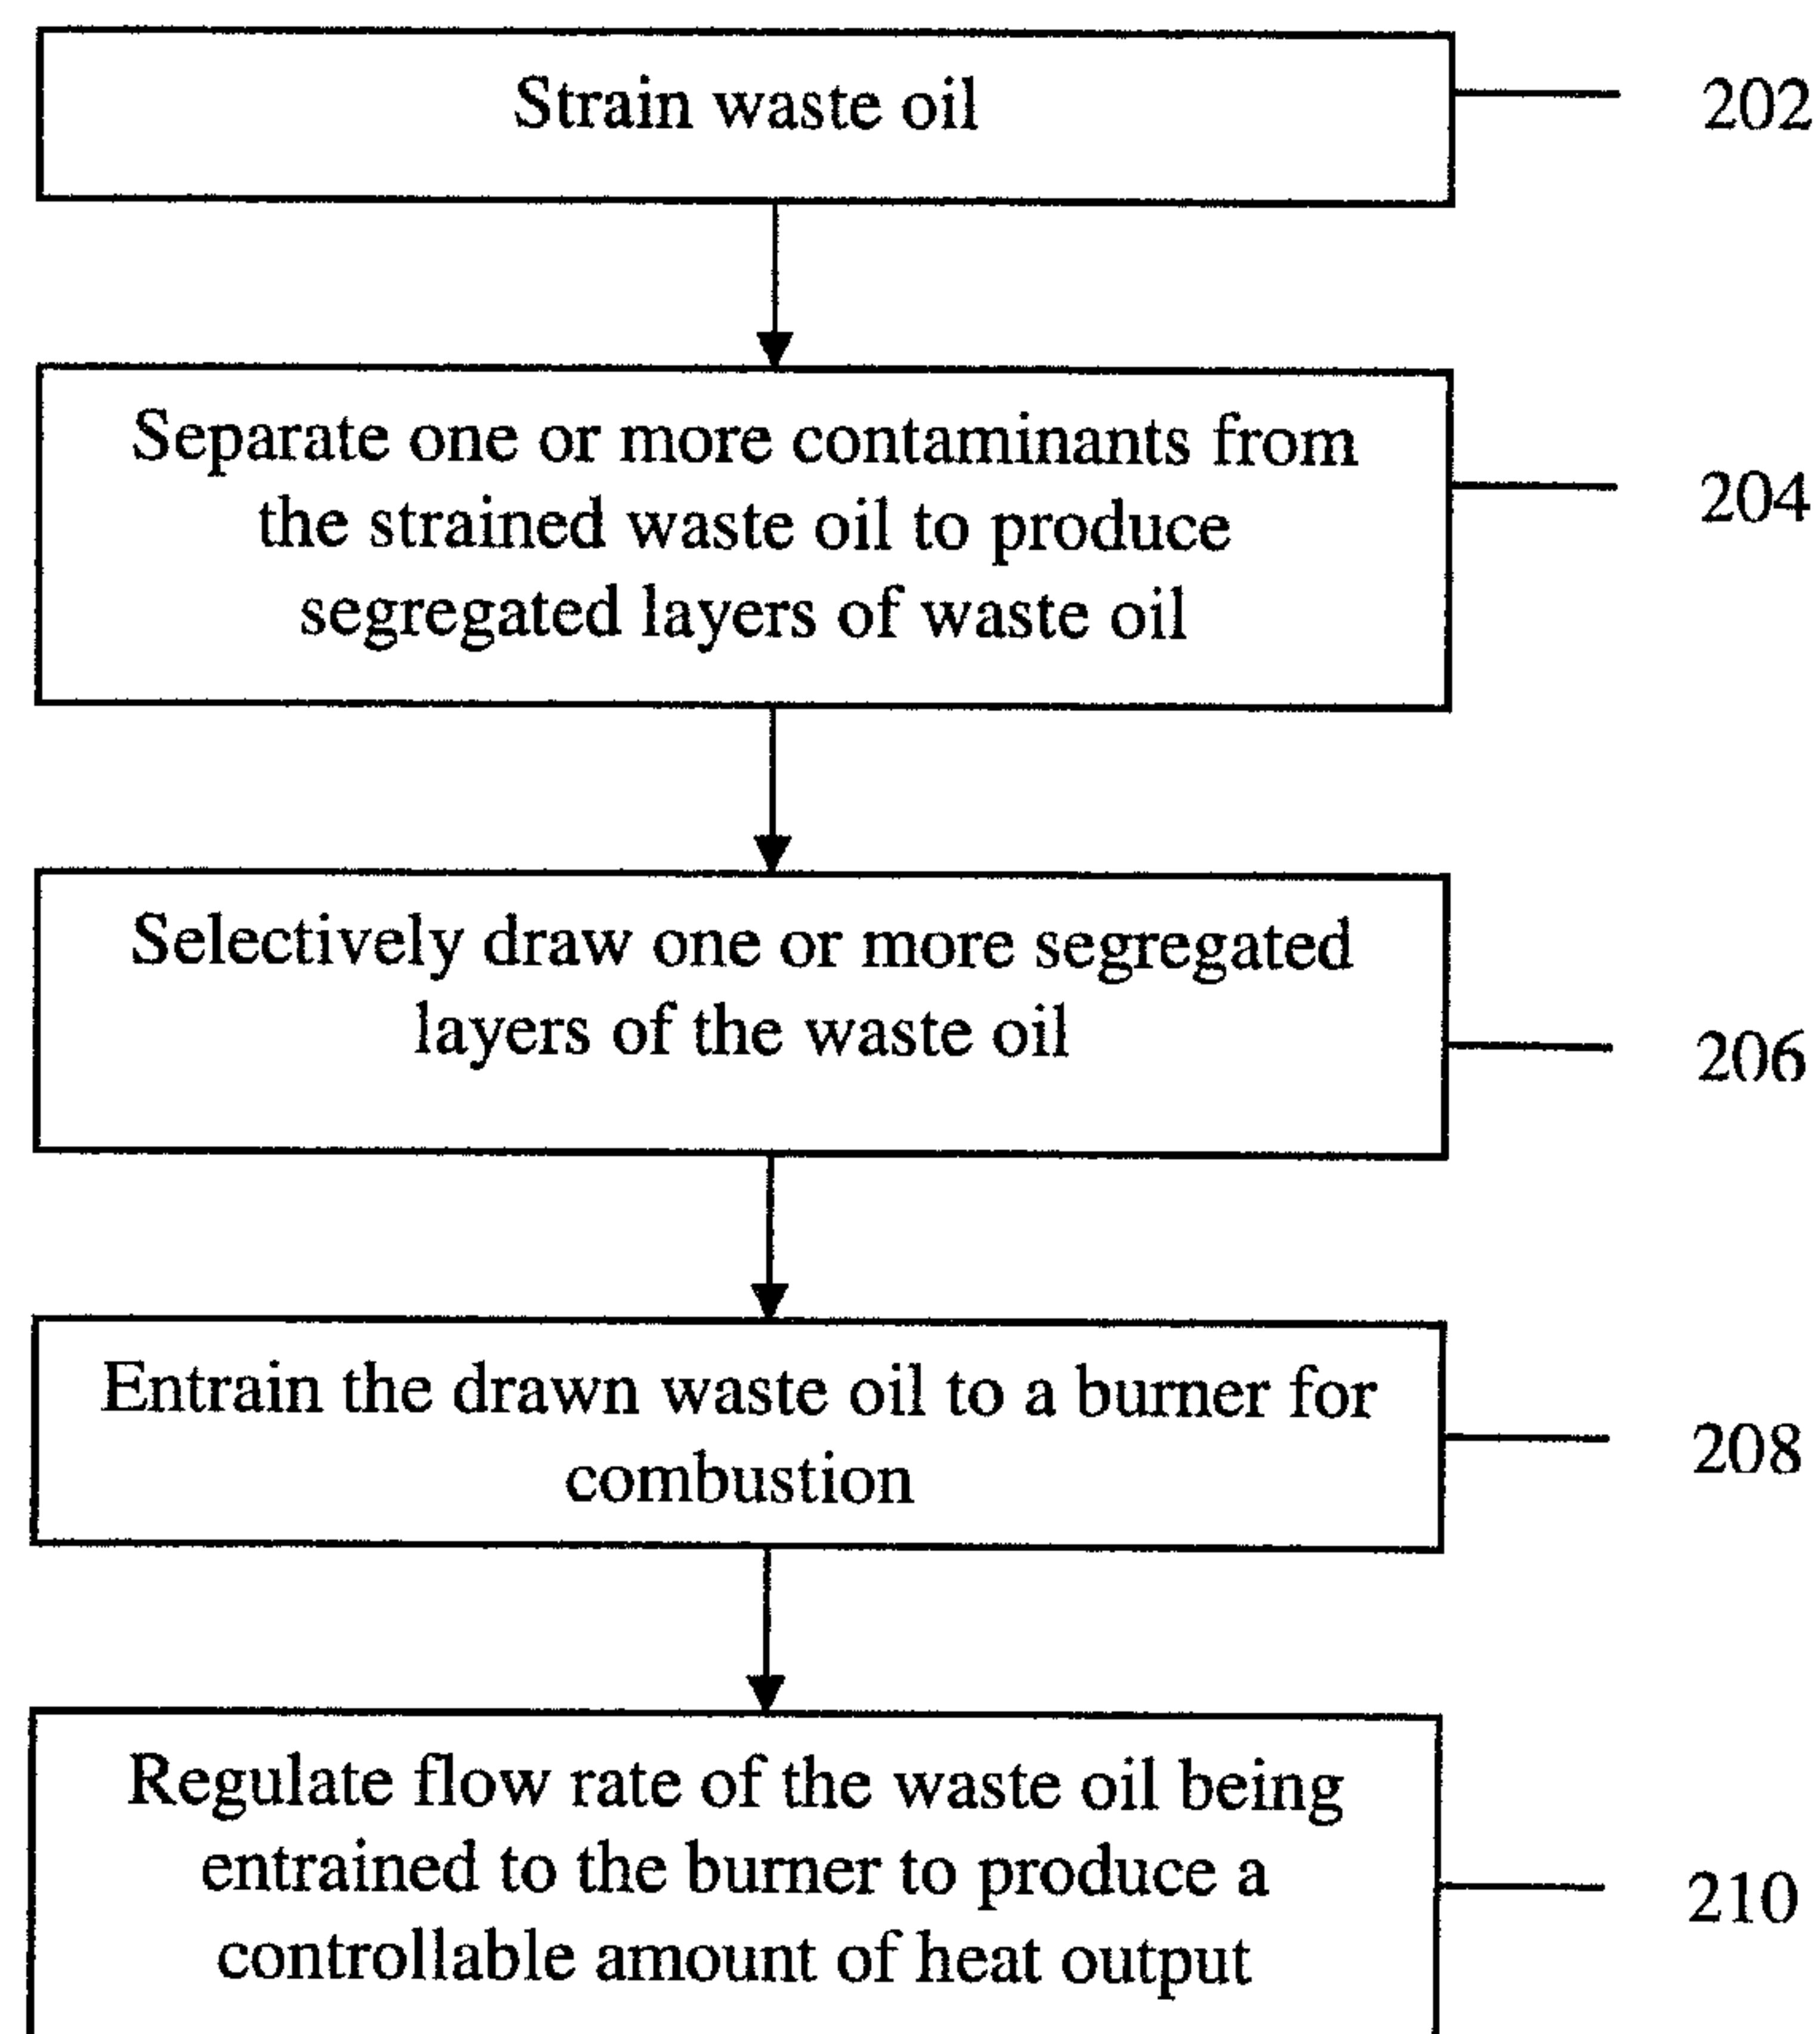 Strain waste oil
202
Separate one or more contaminants from
the strained waste oil to produce
segregated layers of waste oil
204
Selectively draw one or more segregated
layers of the waste oil
206
Entrain the drawn waste oil to a burner for
combustion
208
Regulate flow rate of the waste oil being
entrained to the burner to produce a
controllable amount of heat output
210